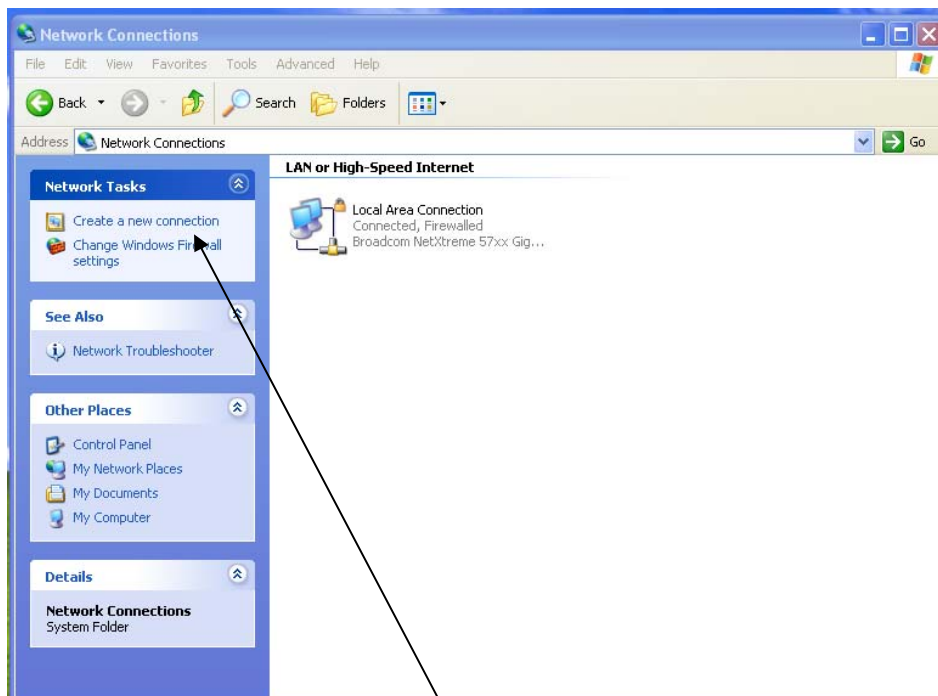 Network Connections
File Edit View Favorites Tools Advanced Help
Back Search Folders
Address Network Connections Go
Network Tasks
Create a new connection
Change Windows Firewall
settings
See Also
Network Troubleshooter
Other Places
Control Panel
My Network Places
My Documents
My Computer
Details
Network Connections
System Folder
LAN or High-Speed Internet
Local Area Connection
Connected, Firewalled
Broadcom NetXtreme 57xx Gig...